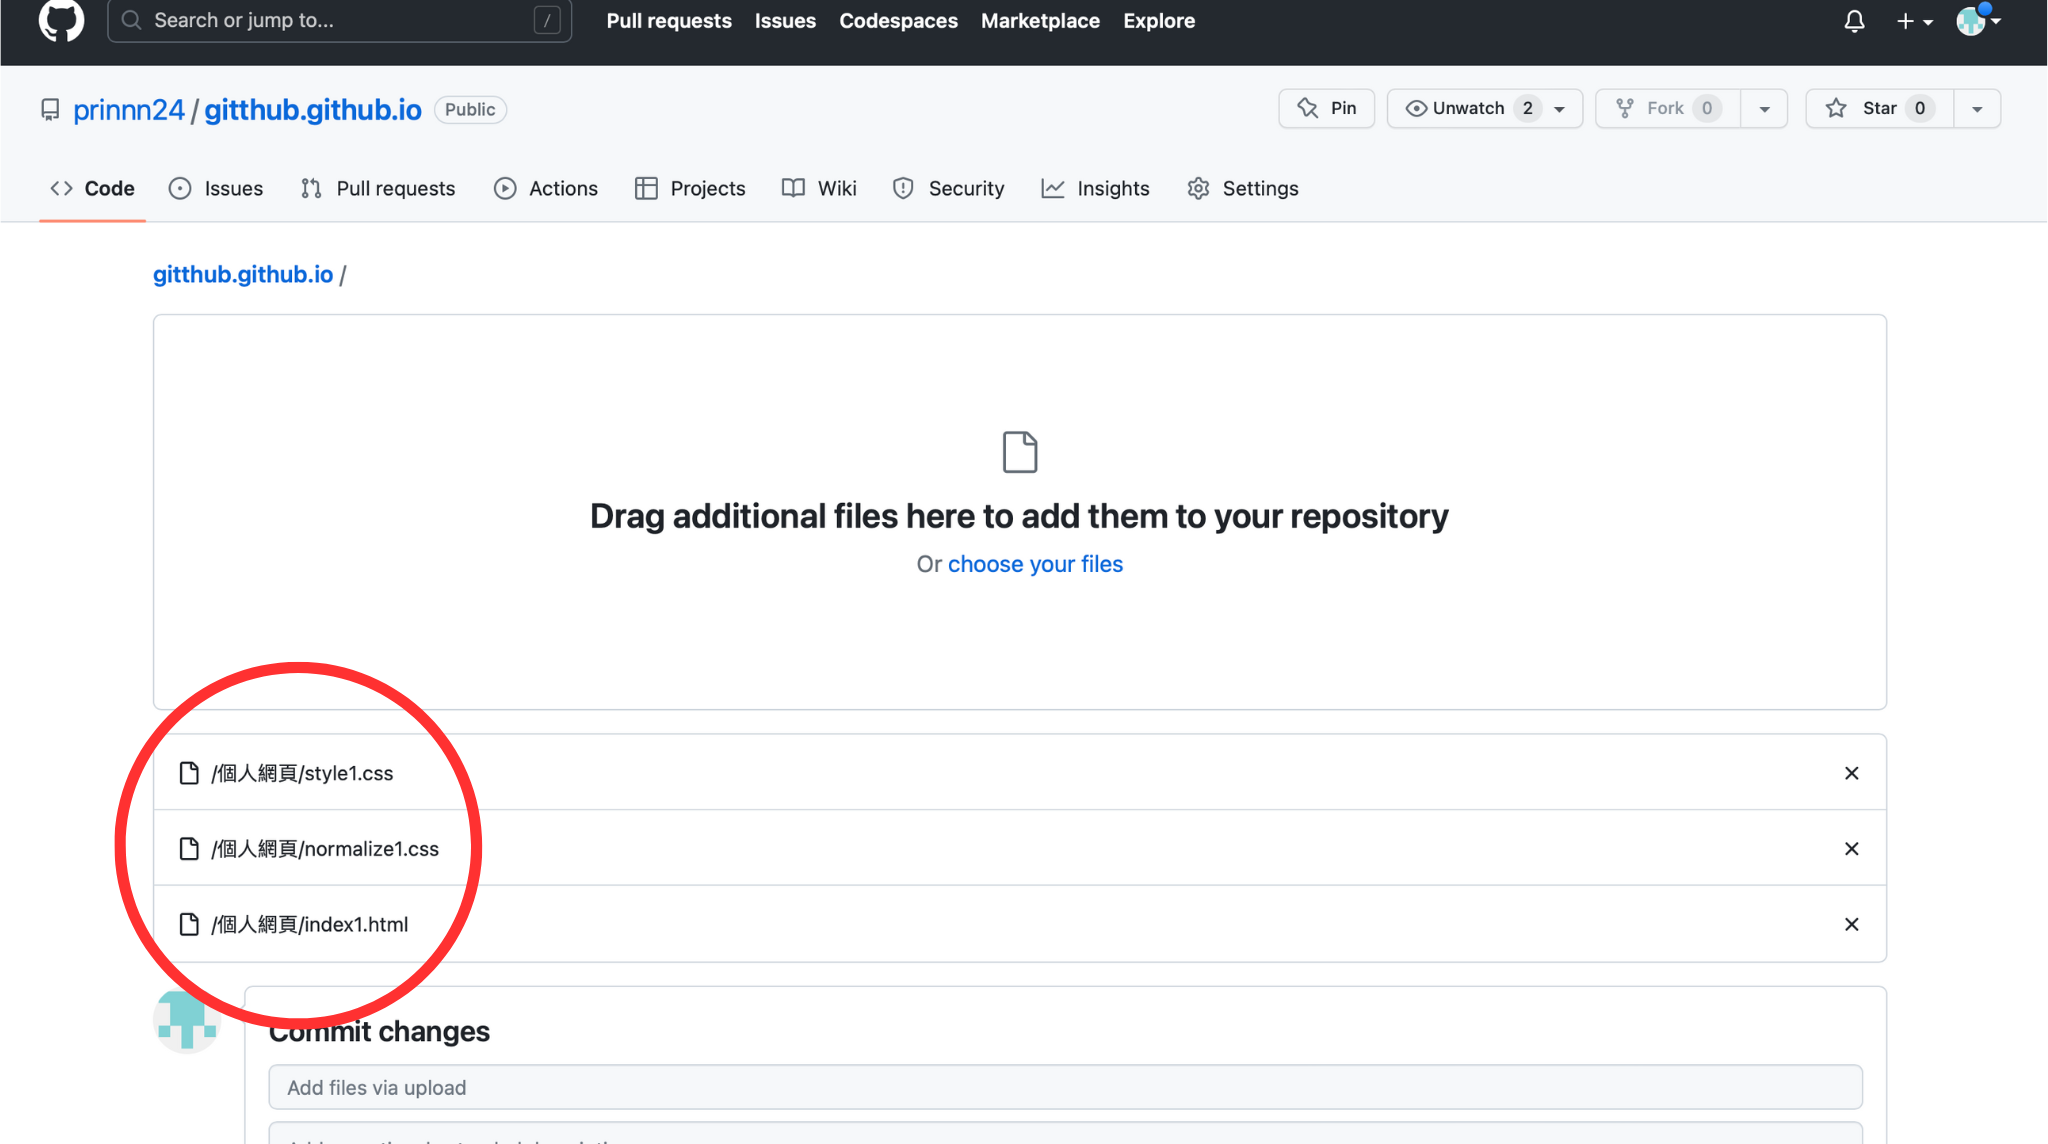 Search or jump to... /
Pull requests Issues Codespaces Marketplace Explore
prinnn24 / gitthub.github.io Public
Pin Unwatch 2 Fork 0 Star 0
Code Issues Pull requests Actions Projects Wiki Security Insights Settings
gitthub.github.io /
Drag additional files here to add them to your repository
Or choose your files
/個人網頁/style1.css
/個人網頁/normalize1.css
/個人網頁/index1.html
Commit changes
Add files via upload